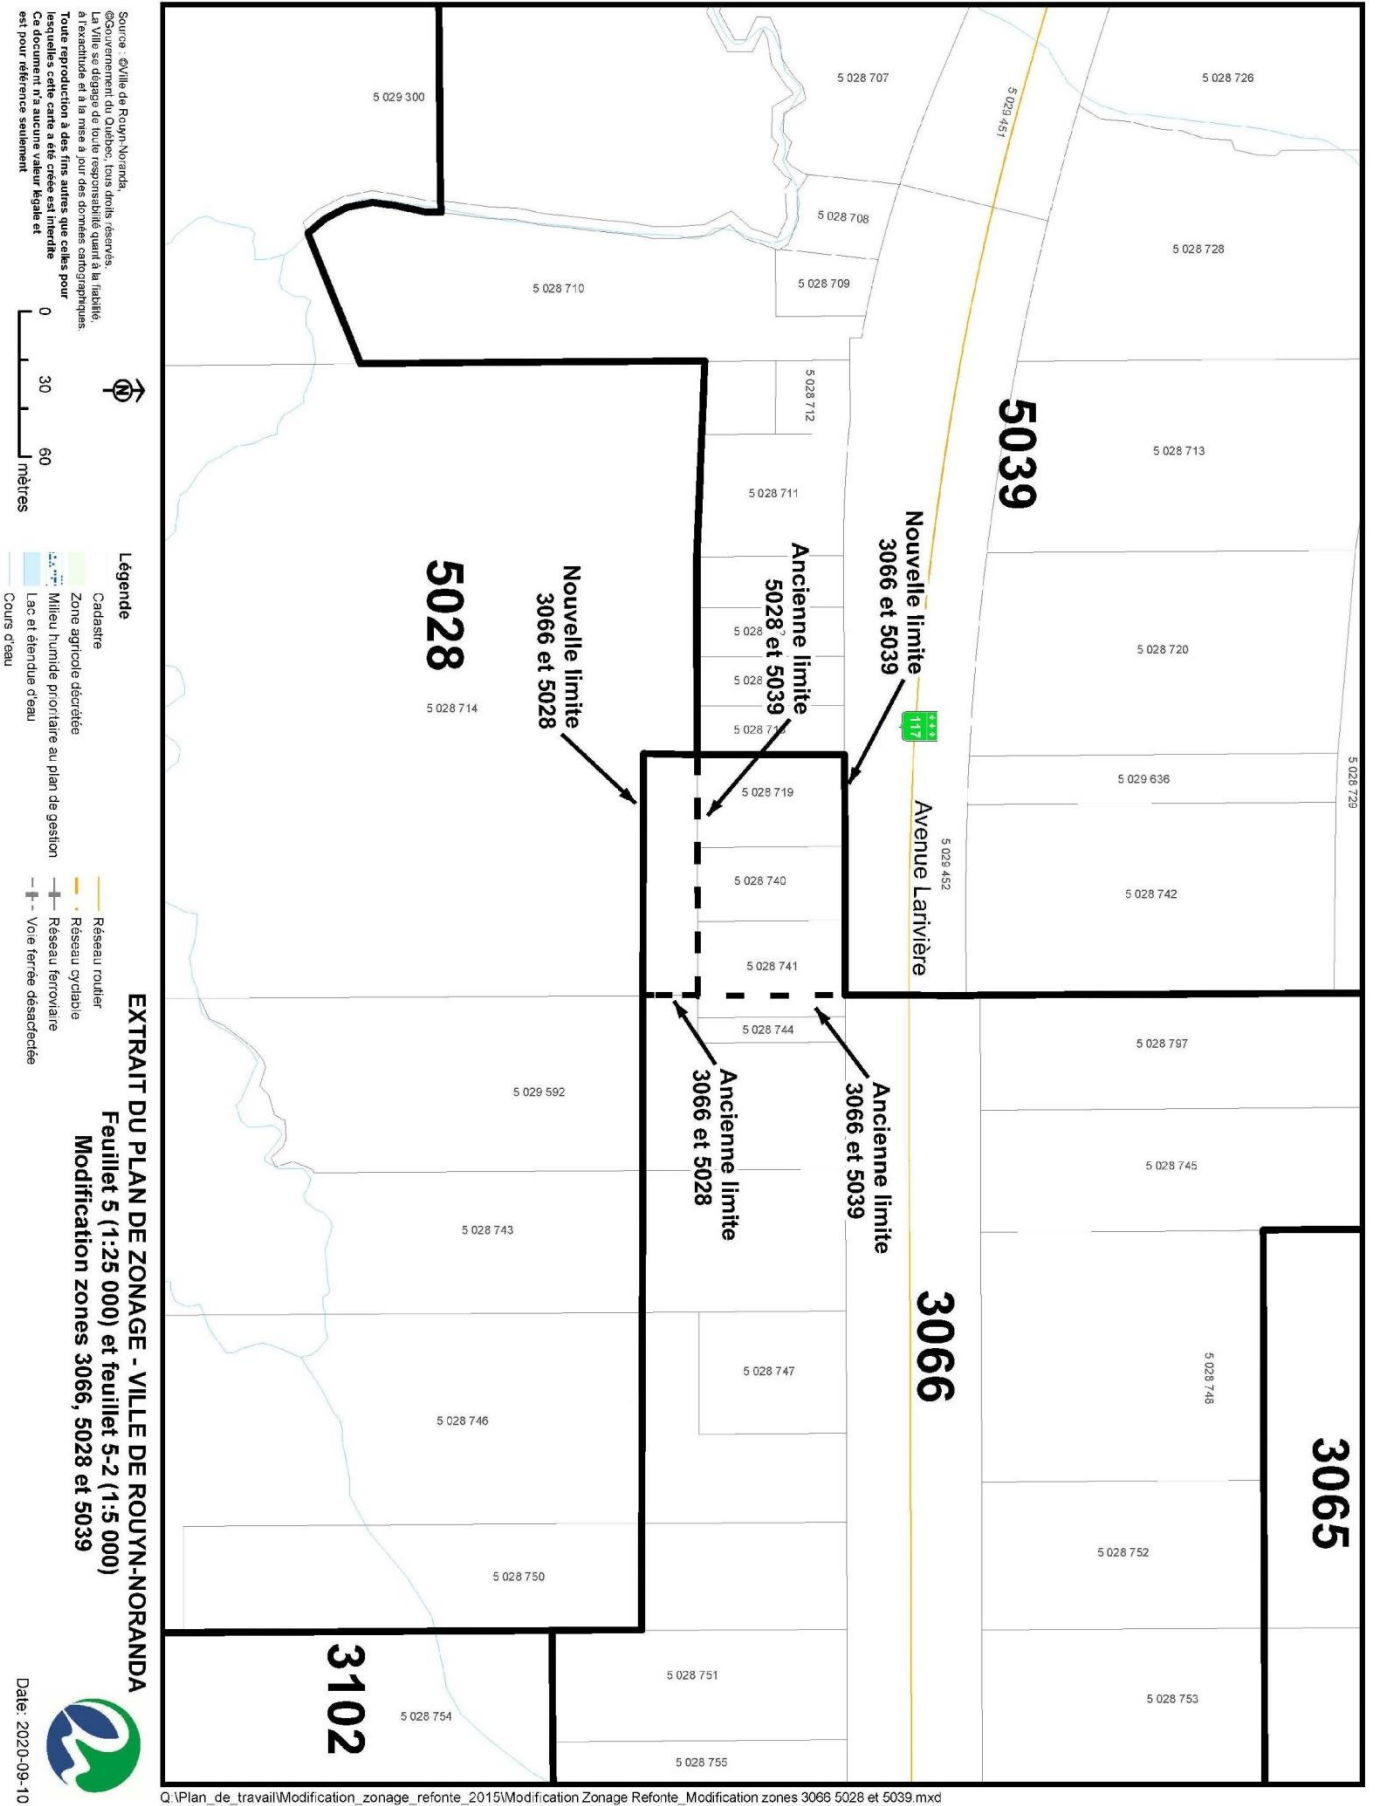 5 028 726
5 028 707
5 029 300
5 029 451
5 028 708
5 028 728
5 028 709
5 028 710
5 028 712
5039
5 028 713
5 028 711
Nouvelle limite
3066 et 5039
Ancienne limite
5028 et 5039
Nouvelle limite
3066 et 5028
5028
5 028
5 028
5 028 720
5 028 714
117
5 028 729
5 029 636
5 028 719
Avenue Larivière
5 029 452
5 028 740
5 028 742
5 028 741
5 028 744
5 028 797
Ancienne limite
3066 et 5039
Ancienne limite
3066 et 5028
5 029 592
5 028 745
5 028 743
3066
5 028 747
5 028 748
5 028 746
3065
5 028 752
5 028 750
3102
5 028 751
5 028 753
5 028 754
5 028 755
Source : ©Ville de Rouyn-Noranda,
©Gouvernement du Québec, tous droits réservés.
La Ville se dégage de toute responsabilité quant à la fiabilité,
à l'exactitude et à la mise à jour des données cartographiques.
Toute reproduction à des fins autres que celles pour
lesquelles cette carte a été créée est interdite
Ce document n'a aucune valeur légale et
est pour référence seulement
N
0 30 60
mètres
Légende
Cadastre
Zone agricole décrétée
Milieu humide prioritaire au plan de gestion
Lac et étendue d'eau
Cours d'eau
Réseau routier
Réseau cyclable
Réseau ferroviaire
Voie ferrée désaffectée
EXTRAIT DU PLAN DE ZONAGE - VILLE DE ROUYN-NORANDA
Feuillet 5 (1:25 000) et feuillet 5-2 (1:5 000)
Modification zones 3066, 5028 et 5039
Date: 2020-09-10
Q:\Plan_de_travail\Modification_zonage_refonte_2015\Modification Zonage Refonte_Modification zones 3066 5028 et 5039.mxd